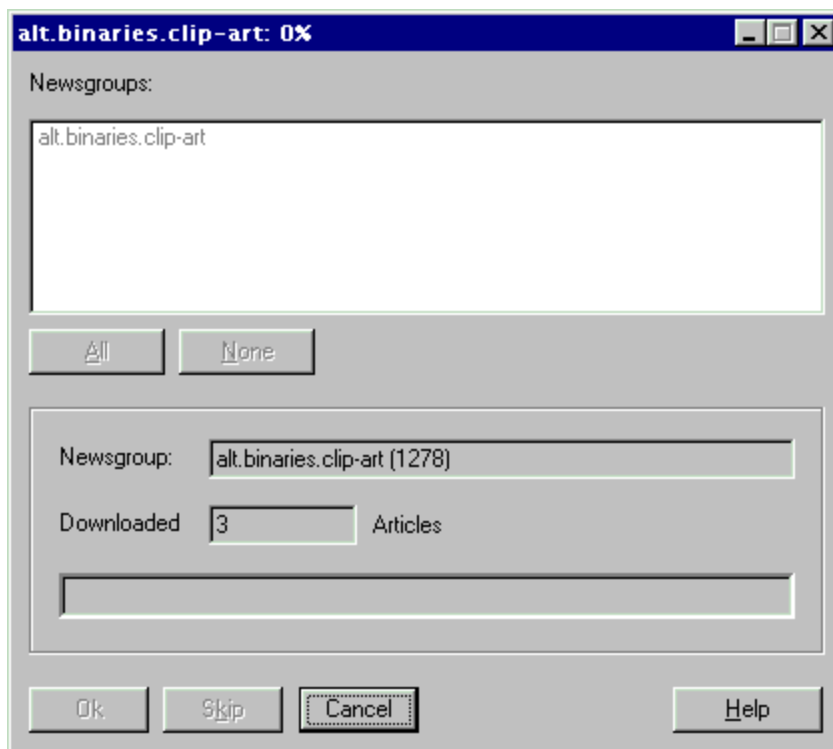 alt.binaries.clip-art: 0%
Newsgroups:
alt.binaries.clip-art
All None
Newsgroup: alt.binaries.clip-art (1278)
Downloaded 3 Articles
Ok Skip Cancel Help